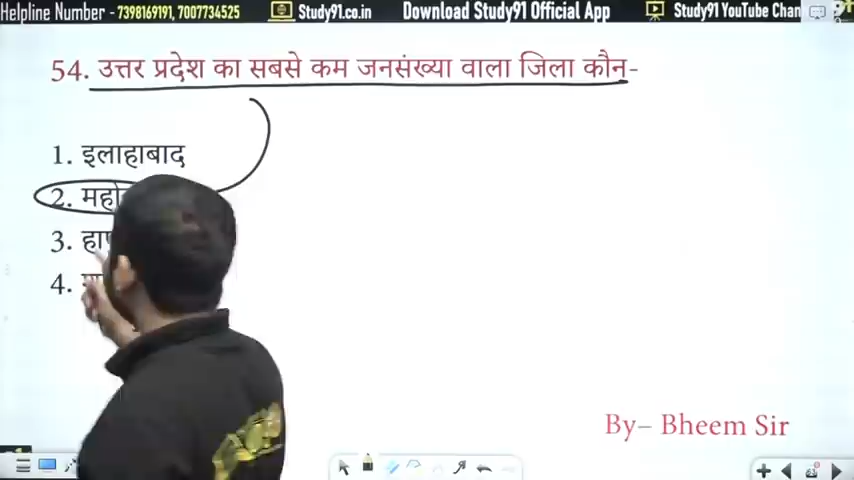 Helpline Number - 7398169191, 7007734525 Study91.co.in Download Study91 Official App Study91 YouTube Chan
54. उत्तर प्रदेश का सबसे कम जनसंख्या वाला जिला कौन-
1. इलाहाबाद
2.
3.
4.
By– Bheem Sir